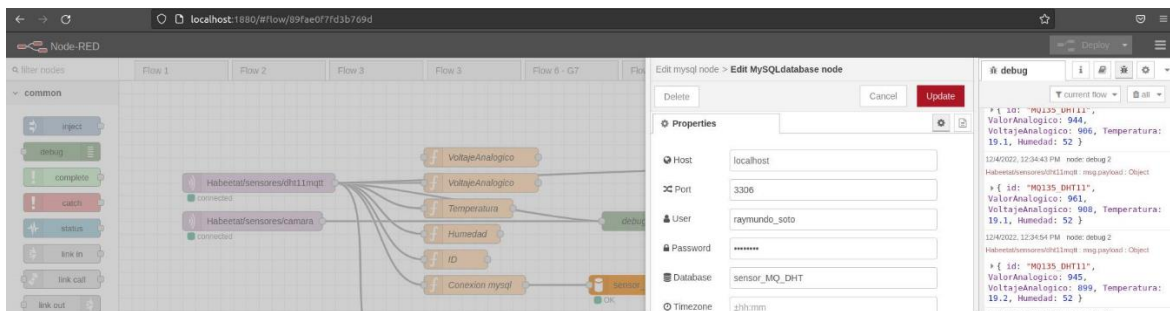 localhost:1880/#flow/89fae0f7fd3b769d
Node-RED
Deploy
filter nodes
common
inject
debug
complete
catch
status
link in
link call
link out
Flow 1
Flow 2
Flow 3
Flow 3
Flow 6 - G7
Flo
Habeetat/sensores/dht11mqtt
connected
Habeetat/sensores/camara
connected
VoltajeAnalogico
VoltajeAnalogico
Temperatura
Humedad
ID
Conexion mysql
debug
sensor_
OK
Edit mysql node > Edit MySQLdatabase node
Delete
Cancel
Update
Properties
Host
localhost
Port
3306
User
raymundo_soto
Password
••••••••
Database
sensor_MQ_DHT
Timezone
±hh:mm
debug
current flow
all
{ id: "MQ135_DHT11",
ValorAnalogico: 944,
VoltajeAnalogico: 906, Temperatura:
19.1, Humedad: 52 }
12/4/2022, 12:34:43 PM node: debug 2
Habeetat/sensores/dht11mqtt : msg.payload : Object
{ id: "MQ135_DHT11",
ValorAnalogico: 961,
VoltajeAnalogico: 908, Temperatura:
19.1, Humedad: 52 }
12/4/2022, 12:34:54 PM node: debug 2
Habeetat/sensores/dht11mqtt : msg.payload : Object
{ id: "MQ135_DHT11",
ValorAnalogico: 945,
VoltajeAnalogico: 899, Temperatura:
19.2, Humedad: 52 }